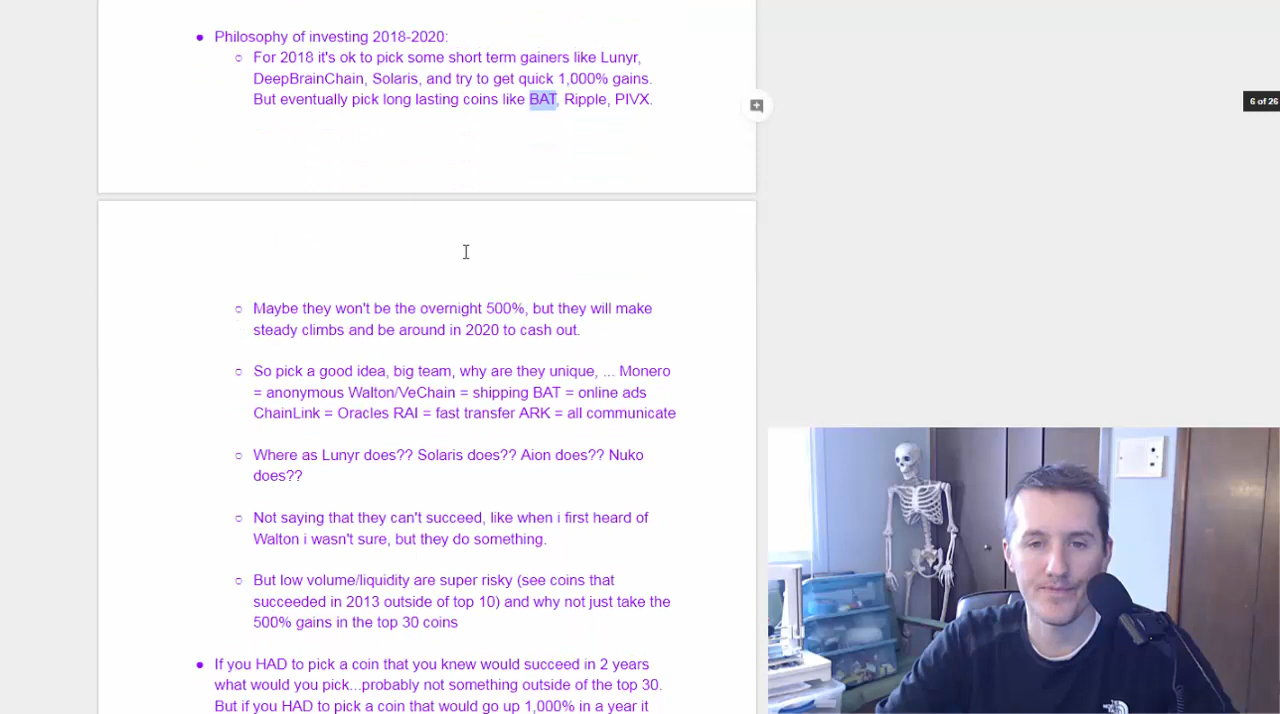 Philosophy of investing 2018-2020:
For 2018 it's ok to pick some short term gainers like Lunyr,
DeepBrainChain, Solaris, and try to get quick 1,000% gains.
But eventually pick long lasting coins like BAT, Ripple, PIVX.
6 of 26
Maybe they won't be the overnight 500%, but they will make
steady climbs and be around in 2020 to cash out.
So pick a good idea, big team, why are they unique, ... Monero
= anonymous Walton/VeChain = shipping BAT = online ads
ChainLink = Oracles RAI = fast transfer ARK = all communicate
Where as Lunyr does?? Solaris does?? Aion does?? Nuko
does??
Not saying that they can't succeed, like when i first heard of
Walton i wasn't sure, but they do something.
But low volume/liquidity are super risky (see coins that
succeeded in 2013 outside of top 10) and why not just take the
500% gains in the top 30 coins
If you HAD to pick a coin that you knew would succeed in 2 years
what would you pick...probably not something outside of the top 30.
But if you HAD to pick a coin that would go up 1,000% in a year it
THE
NORTH
FACE